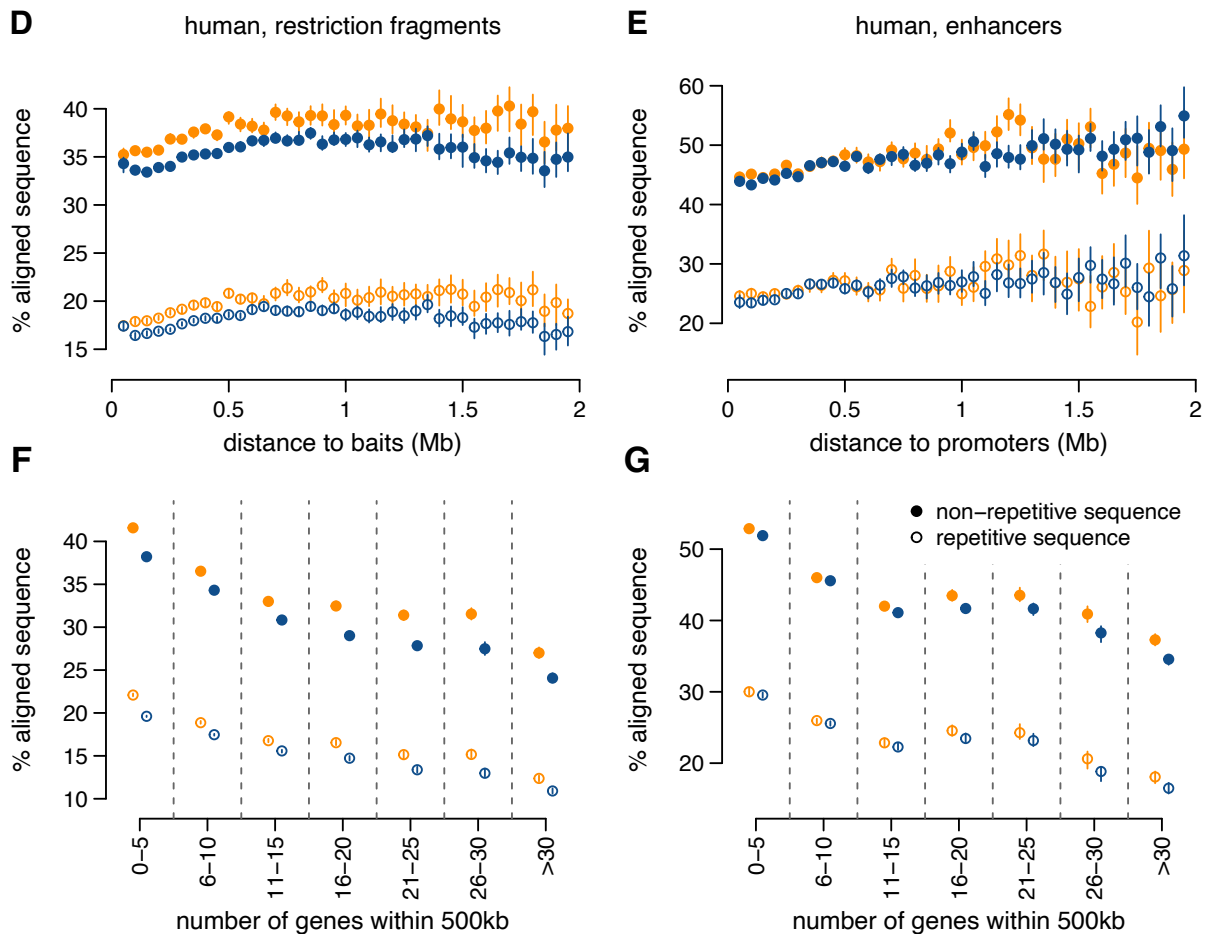 D
human, restriction fragments
% aligned sequence
40
35
30
25
20
15
0
0.5
1
1.5
2
distance to baits (Mb)
E
human, enhancers
% aligned sequence
60
50
40
30
20
0
0.5
1
1.5
2
distance to promoters (Mb)
F
% aligned sequence
40
35
30
25
20
15
10
0−5
6−10
11−15
16−20
21−25
26−30
>30
number of genes within 500kb
G
non−repetitive sequence
repetitive sequence
% aligned sequence
50
40
30
20
0−5
6−10
11−15
16−20
21−25
26−30
>30
number of genes within 500kb